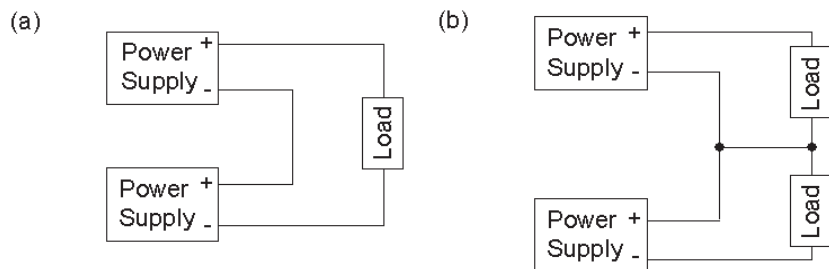 (a)
Power +
Supply -
Power +
Supply -
Load
(b)
Power +
Supply -
Power +
Supply -
Load
Load